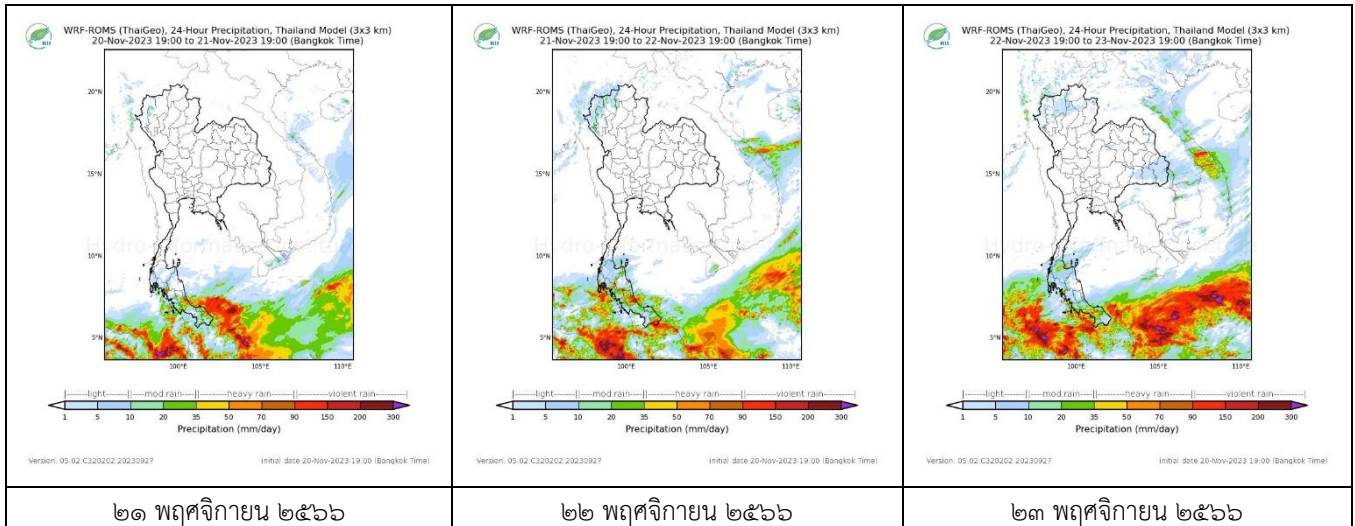 HII
WRF-ROMS (ThaiGeo), 24-Hour Precipitation, Thailand Model (3x3 km)
20-Nov-2023 19:00 to 21-Nov-2023 19:00 (Bangkok Time)
20°N
15°N
10°N
5°N
100°E 105°E 110°E
Hydro Informatics Institute
|------light------||---mod rain---||--------heavy rain--------||--------violent rain--------|
1 5 10 20 35 50 70 90 150 200 300
Precipitation (mm/day)
Version: 05.02.C320202.20230927 initial date 20-Nov-2023 19:00 (Bangkok Time)
๒๑ พฤศจิกายน ๒๕๖๖
HII
WRF-ROMS (ThaiGeo), 24-Hour Precipitation, Thailand Model (3x3 km)
21-Nov-2023 19:00 to 22-Nov-2023 19:00 (Bangkok Time)
20°N
15°N
10°N
5°N
100°E 105°E 110°E
Hydro Informatics Institute
|------light------||---mod rain---||--------heavy rain--------||--------violent rain--------|
1 5 10 20 35 50 70 90 150 200 300
Precipitation (mm/day)
Version: 05.02.C320202.20230927 initial date 20-Nov-2023 19:00 (Bangkok Time)
๒๒ พฤศจิกายน ๒๕๖๖
HII
WRF-ROMS (ThaiGeo), 24-Hour Precipitation, Thailand Model (3x3 km)
22-Nov-2023 19:00 to 23-Nov-2023 19:00 (Bangkok Time)
20°N
15°N
10°N
5°N
100°E 105°E 110°E
Hydro Informatics Institute
|------light------||---mod rain---||--------heavy rain--------||--------violent rain--------|
1 5 10 20 35 50 70 90 150 200 300
Precipitation (mm/day)
Version: 05.02.C320202.20230927 initial date 20-Nov-2023 19:00 (Bangkok Time)
๒๓ พฤศจิกายน ๒๕๖๖